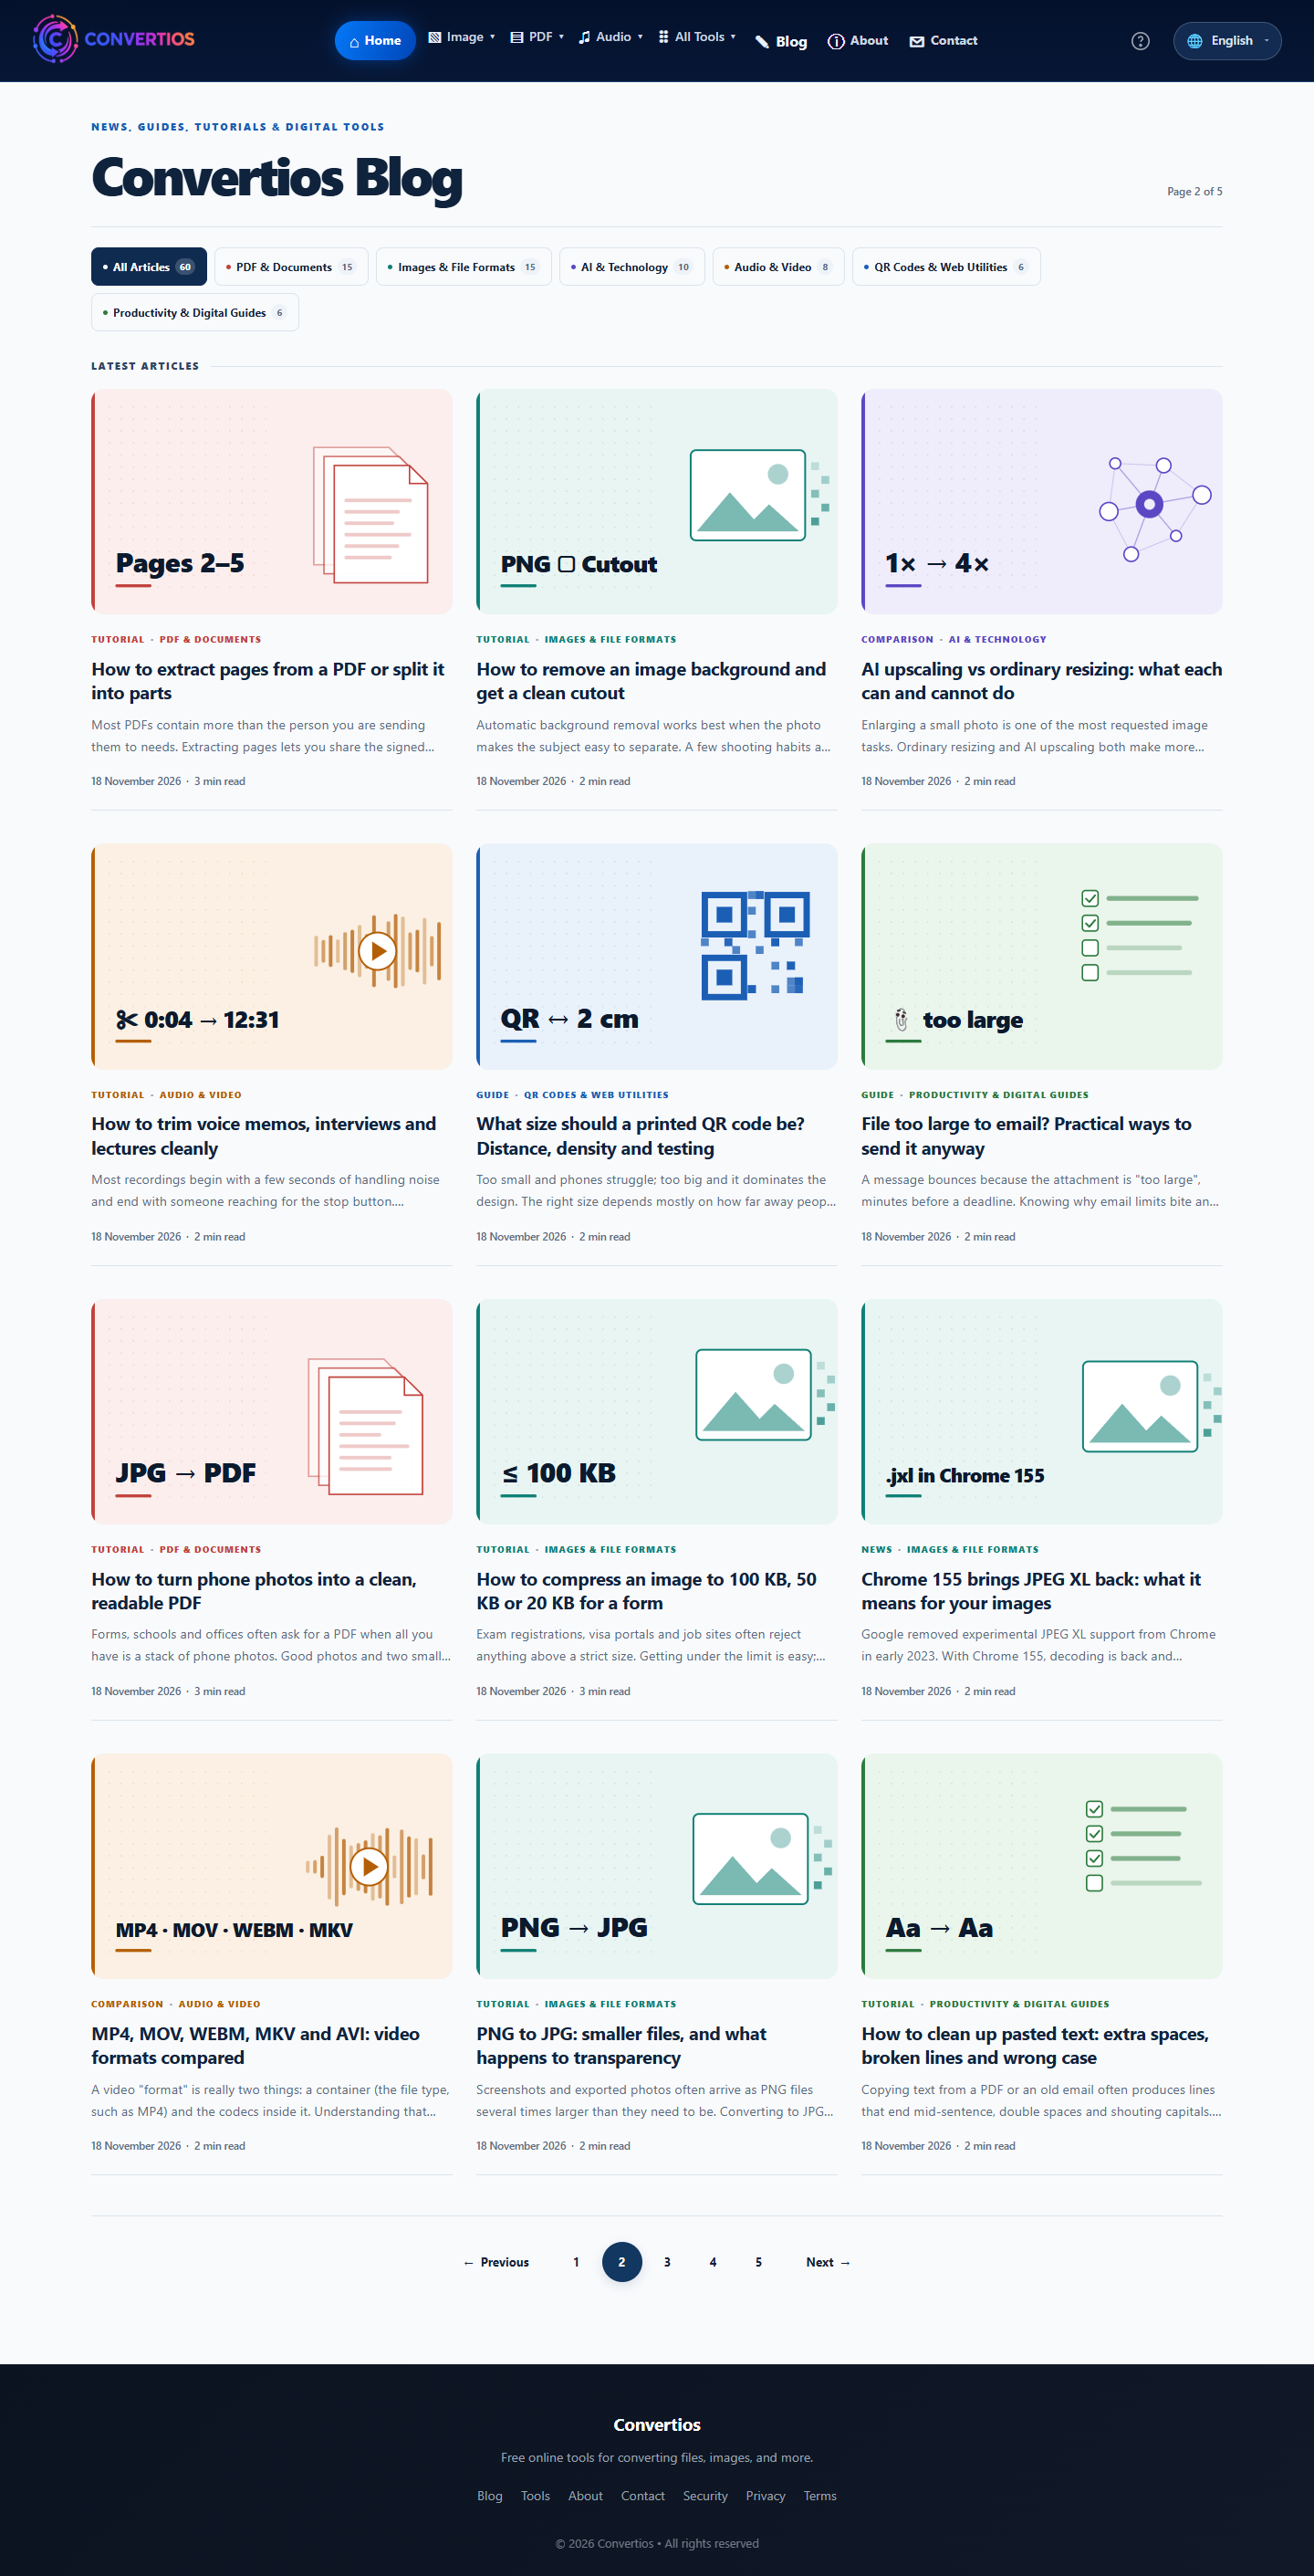 CONVERTIOS
Home
Image
PDF
Audio
All Tools
Blog
About
Contact
English
NEWS, GUIDES, TUTORIALS & DIGITAL TOOLS
Convertios Blog
Page 2 of 5
All Articles 60
PDF & Documents 15
Images & File Formats 15
AI & Technology 10
Audio & Video 8
QR Codes & Web Utilities 6
Productivity & Digital Guides 6
LATEST ARTICLES
Pages 2–5
TUTORIAL · PDF & DOCUMENTS
How to extract pages from a PDF or split it
into parts
Most PDFs contain more than the person you are sending
them to needs. Extracting pages lets you share the signed...
18 November 2026 · 3 min read
PNG ▢ Cutout
TUTORIAL · IMAGES & FILE FORMATS
How to remove an image background and
get a clean cutout
Automatic background removal works best when the photo
makes the subject easy to separate. A few shooting habits a...
18 November 2026 · 2 min read
1× → 4×
COMPARISON · AI & TECHNOLOGY
AI upscaling vs ordinary resizing: what each
can and cannot do
Enlarging a small photo is one of the most requested image
tasks. Ordinary resizing and AI upscaling both make more...
18 November 2026 · 2 min read
✂ 0:04 → 12:31
TUTORIAL · AUDIO & VIDEO
How to trim voice memos, interviews and
lectures cleanly
Most recordings begin with a few seconds of handling noise
and end with someone reaching for the stop button....
18 November 2026 · 2 min read
QR ↔ 2 cm
GUIDE · QR CODES & WEB UTILITIES
What size should a printed QR code be?
Distance, density and testing
Too small and phones struggle; too big and it dominates the
design. The right size depends mostly on how far away peop...
18 November 2026 · 2 min read
📎 too large
GUIDE · PRODUCTIVITY & DIGITAL GUIDES
File too large to email? Practical ways to
send it anyway
A message bounces because the attachment is "too large",
minutes before a deadline. Knowing why email limits bite an...
18 November 2026 · 2 min read
JPG → PDF
TUTORIAL · PDF & DOCUMENTS
How to turn phone photos into a clean,
readable PDF
Forms, schools and offices often ask for a PDF when all you
have is a stack of phone photos. Good photos and two small...
18 November 2026 · 3 min read
≤ 100 KB
TUTORIAL · IMAGES & FILE FORMATS
How to compress an image to 100 KB, 50
KB or 20 KB for a form
Exam registrations, visa portals and job sites often reject
anything above a strict size. Getting under the limit is easy;...
18 November 2026 · 3 min read
.jxl in Chrome 155
NEWS · IMAGES & FILE FORMATS
Chrome 155 brings JPEG XL back: what it
means for your images
Google removed experimental JPEG XL support from Chrome
in early 2023. With Chrome 155, decoding is back and...
18 November 2026 · 2 min read
MP4 · MOV · WEBM · MKV
COMPARISON · AUDIO & VIDEO
MP4, MOV, WEBM, MKV and AVI: video
formats compared
A video "format" is really two things: a container (the file type,
such as MP4) and the codecs inside it. Understanding that...
18 November 2026 · 2 min read
PNG → JPG
TUTORIAL · IMAGES & FILE FORMATS
PNG to JPG: smaller files, and what
happens to transparency
Screenshots and exported photos often arrive as PNG files
several times larger than they need to be. Converting to JPG...
18 November 2026 · 2 min read
Aa → Aa
TUTORIAL · PRODUCTIVITY & DIGITAL GUIDES
How to clean up pasted text: extra spaces,
broken lines and wrong case
Copying text from a PDF or an old email often produces lines
that end mid-sentence, double spaces and shouting capitals....
18 November 2026 · 2 min read
← Previous 1 2 3 4 5 Next →
Convertios
Free online tools for converting files, images, and more.
Blog Tools About Contact Security Privacy Terms
© 2026 Convertios • All rights reserved